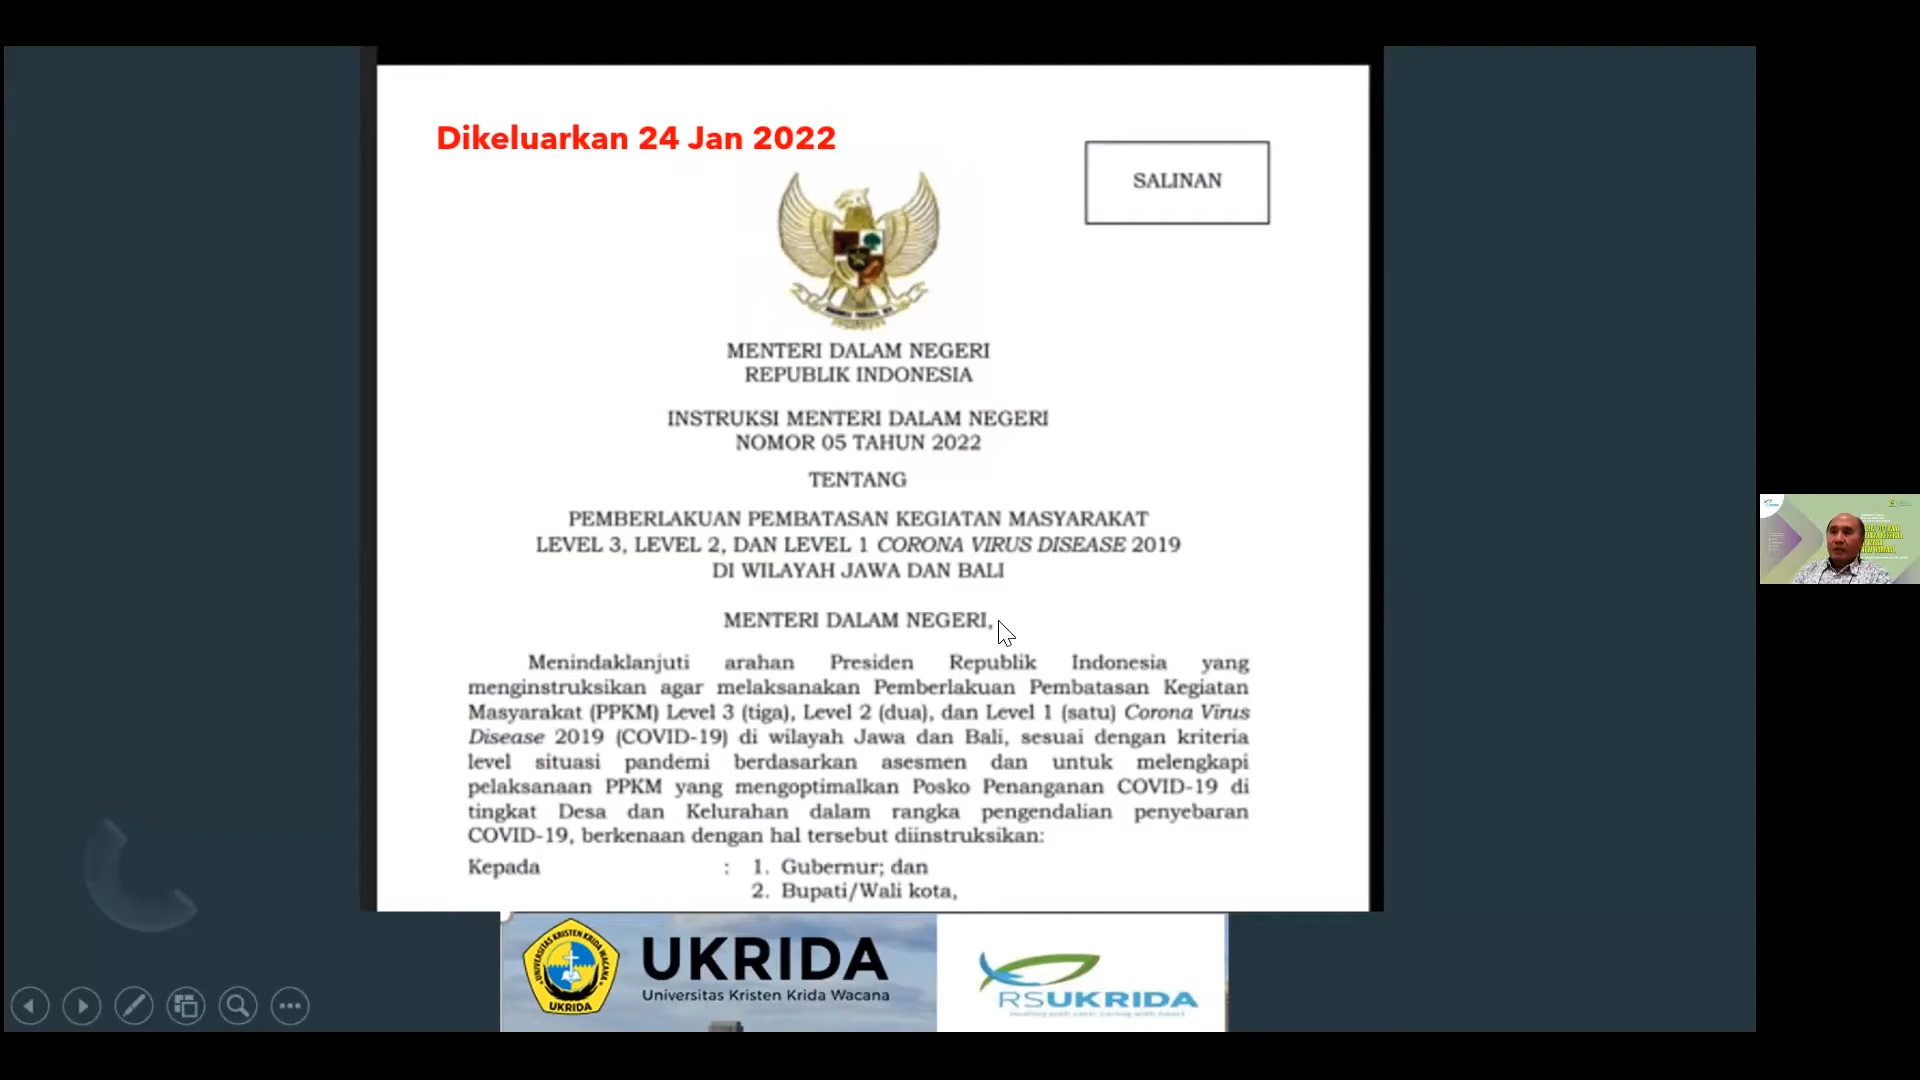 Dikeluarkan 24 Jan 2022
SALINAN
MENTERI DALAM NEGERI
REPUBLIK INDONESIA
INSTRUKSI MENTERI DALAM NEGERI
NOMOR 05 TAHUN 2022
TENTANG
PEMBERLAKUAN PEMBATASAN KEGIATAN MASYARAKAT
LEVEL 3, LEVEL 2, DAN LEVEL 1 CORONA VIRUS DISEASE 2019
DI WILAYAH JAWA DAN BALI
MENTERI DALAM NEGERI,
Menindaklanjuti arahan Presiden Republik Indonesia yang
menginstruksikan agar melaksanakan Pemberlakuan Pembatasan Kegiatan
Masyarakat (PPKM) Level 3 (tiga), Level 2 (dua), dan Level 1 (satu) Corona Virus
Disease 2019 (COVID-19) di wilayah Jawa dan Bali, sesuai dengan kriteria
level situasi pandemi berdasarkan asesmen dan untuk melengkapi
pelaksanaan PPKM yang mengoptimalkan Posko Penanganan COVID-19 di
tingkat Desa dan Kelurahan dalam rangka pengendalian penyebaran
COVID-19, berkenaan dengan hal tersebut diinstruksikan:
Kepada : 1. Gubernur; dan
2. Bupati/Wali kota,
UNIVERSITAS KRISTEN KRIDA WACANA
UKRIDA
UKRIDA
Universitas Kristen Krida Wacana
RSUKRIDA
NEW NORMAL